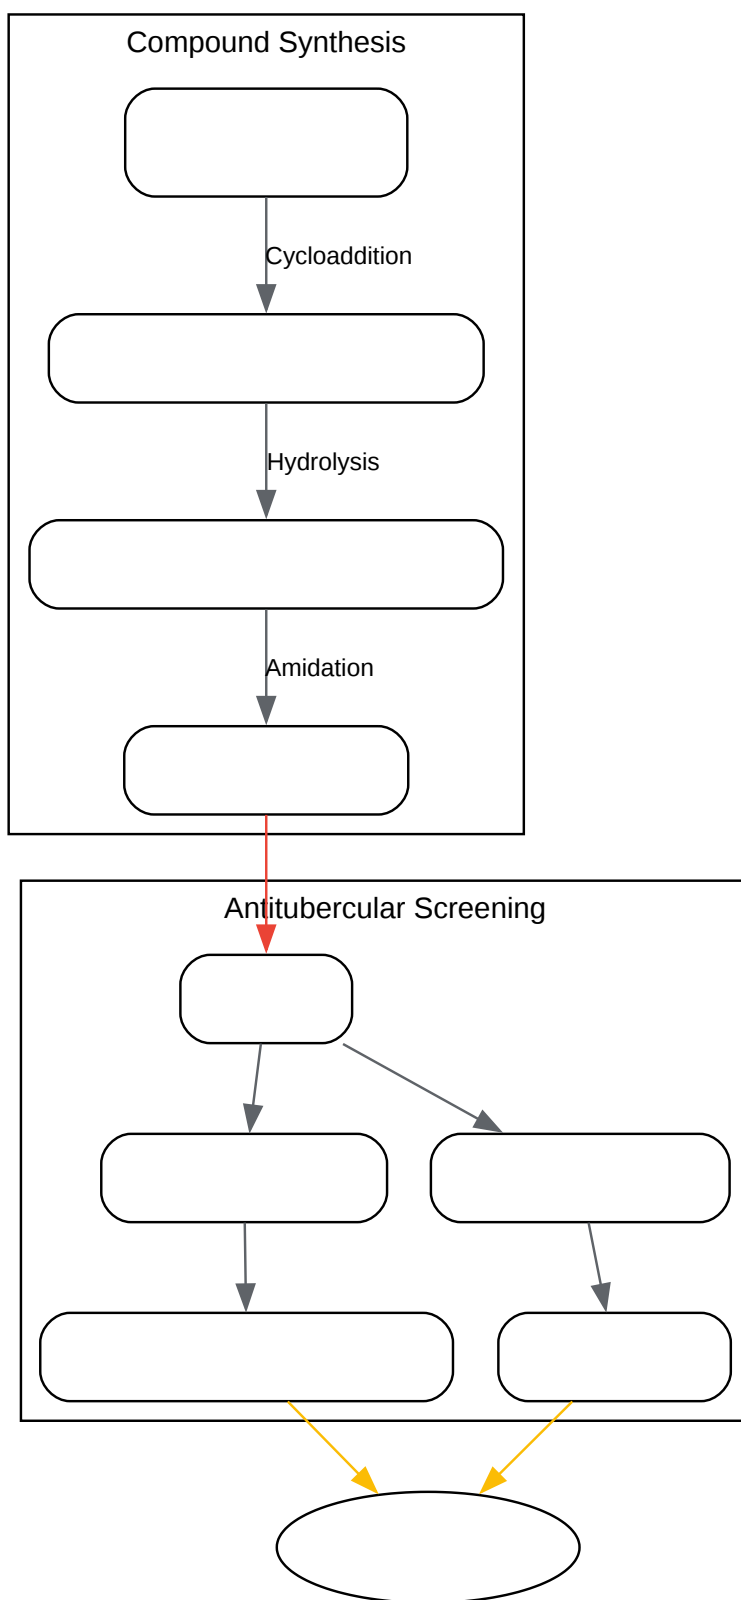 Compound Synthesis
Cycloaddition
Hydrolysis
Amidation
Antitubercular Screening